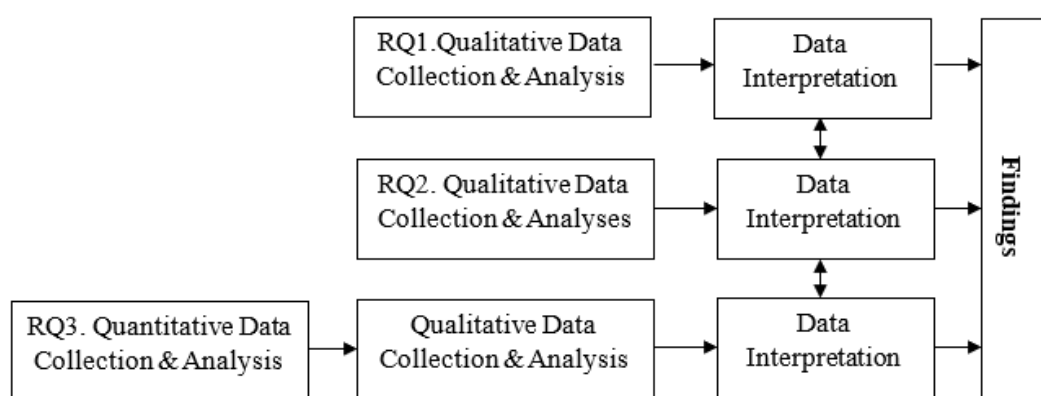 RQ1.Qualitative Data
Collection & Analysis
Data
Interpretation
RQ2. Qualitative Data
Collection & Analyses
Data
Interpretation
RQ3. Quantitative Data
Collection & Analysis
Qualitative Data
Collection & Analysis
Data
Interpretation
Findings